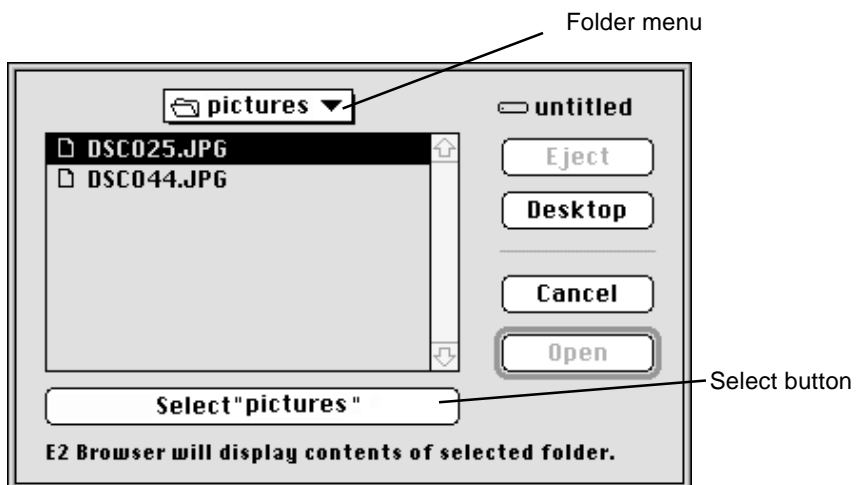 Folder menu
pictures
untitled
DSC025.JPG
DSC044.JPG
Eject
Desktop
Cancel
Open
Select "pictures"
Select button
E2 Browser will display contents of selected folder.